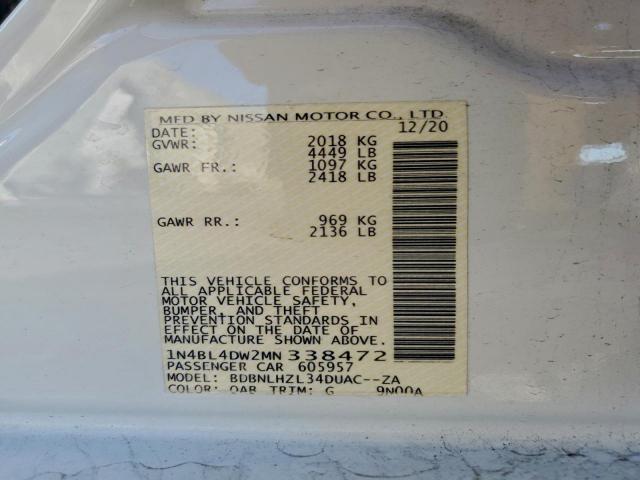 MFD BY NISSAN MOTOR CO., LTD.
DATE: 12/20
GVWR: 2018 KG
4449 LB
GAWR FR.: 1097 KG
2418 LB
GAWR RR.: 969 KG
2136 LB
THIS VEHICLE CONFORMS TO
ALL APPLICABLE FEDERAL
MOTOR VEHICLE SAFETY,
BUMPER, AND THEFT
PREVENTION STANDARDS IN
EFFECT ON THE DATE OF
MANUFACTURE SHOWN ABOVE.
1N4BL4DW2MN338472
PASSENGER CAR 605957
MODEL: BDBNLHZL34DUAC--ZA
COLOR: QAB TRIM: G 9N00A